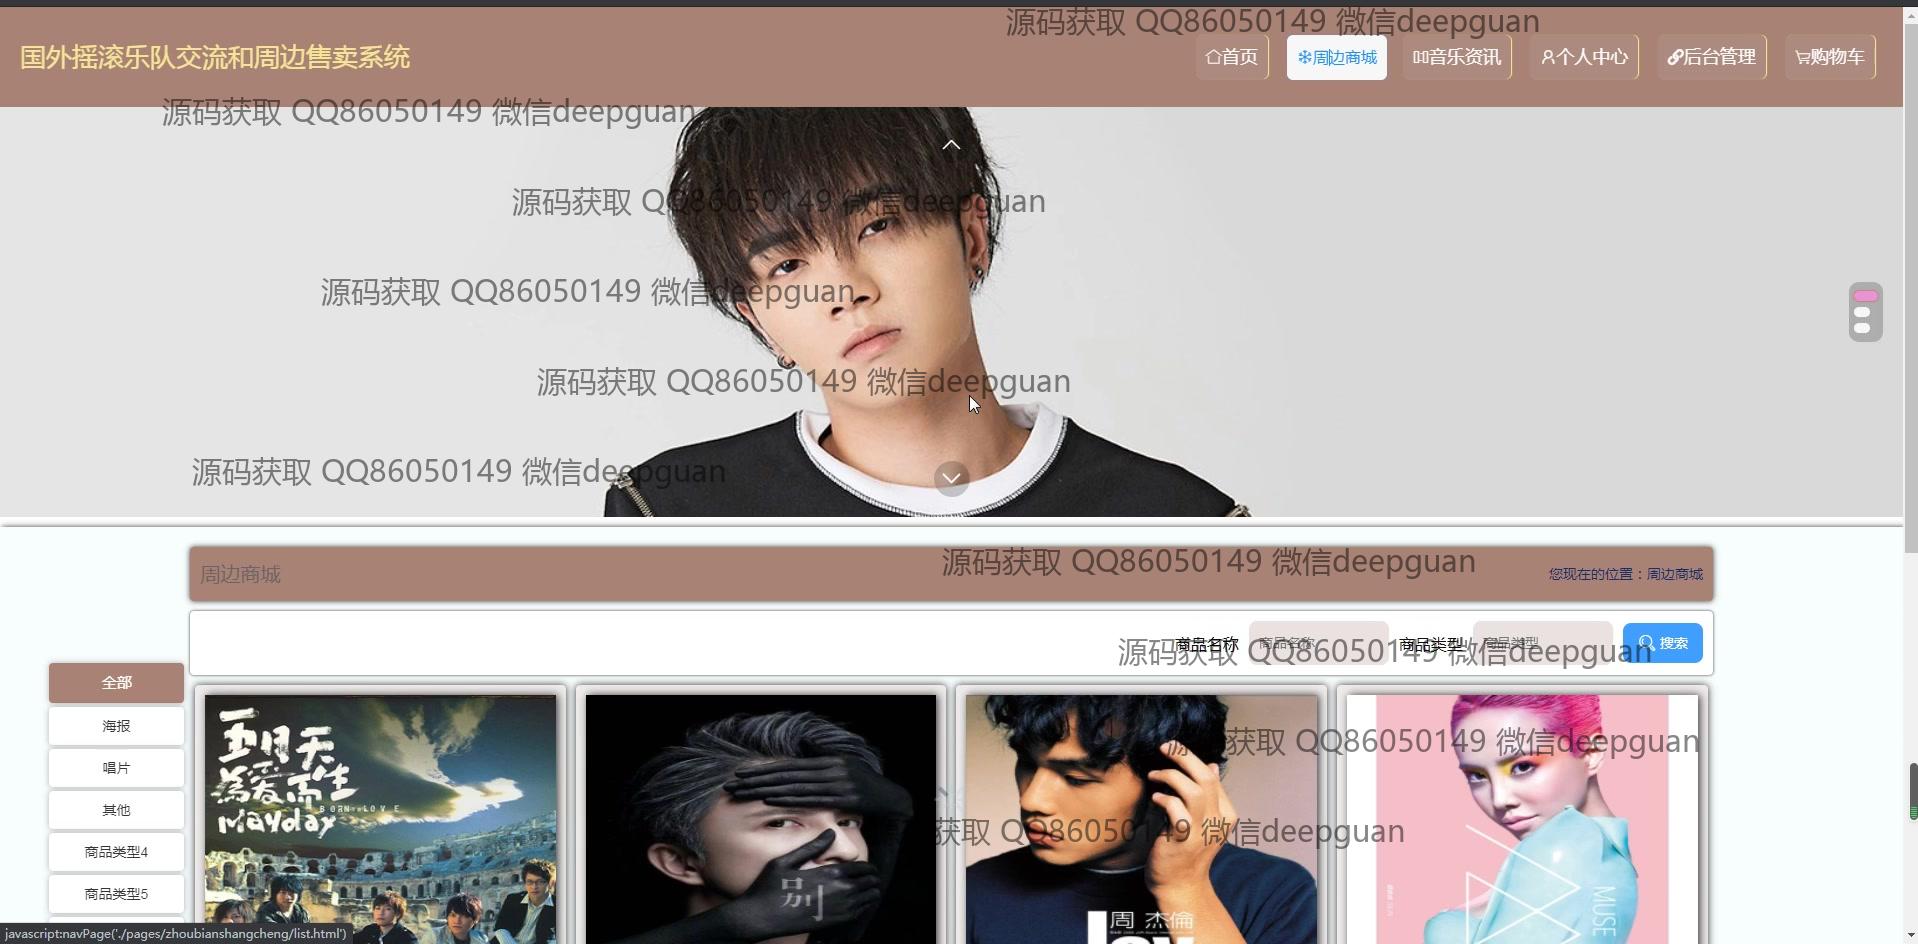 源码获取 QQ86050149 微信deepguan
国外摇滚乐队交流和周边售卖系统
首页
周边商城
音乐资讯
个人中心
后台管理
购物车
源码获取 QQ86050149 微信deepguan
源码获取 QQ86050149 微信deepguan
源码获取 QQ86050149 微信deepguan
源码获取 QQ86050149 微信deepguan
源码获取 QQ86050149 微信deepguan
源码获取 QQ86050149 微信deepguan
周边商城
您现在的位置：周边商城
商品名称 商品名称 商品类型 商品类型 搜索
源码获取 QQ86050149 微信deepguan
全部
海报
唱片
其他
商品类型4
商品类型5
五月天
為愛而生
BORN TO LOVE
mayday
别
源码获取 QQ86050149 微信deepguan
获取 QQ86050149 微信deepguan
周杰倫
Jay
MUSE
javascript:navPage('./pages/zhoubianshangcheng/list.html')